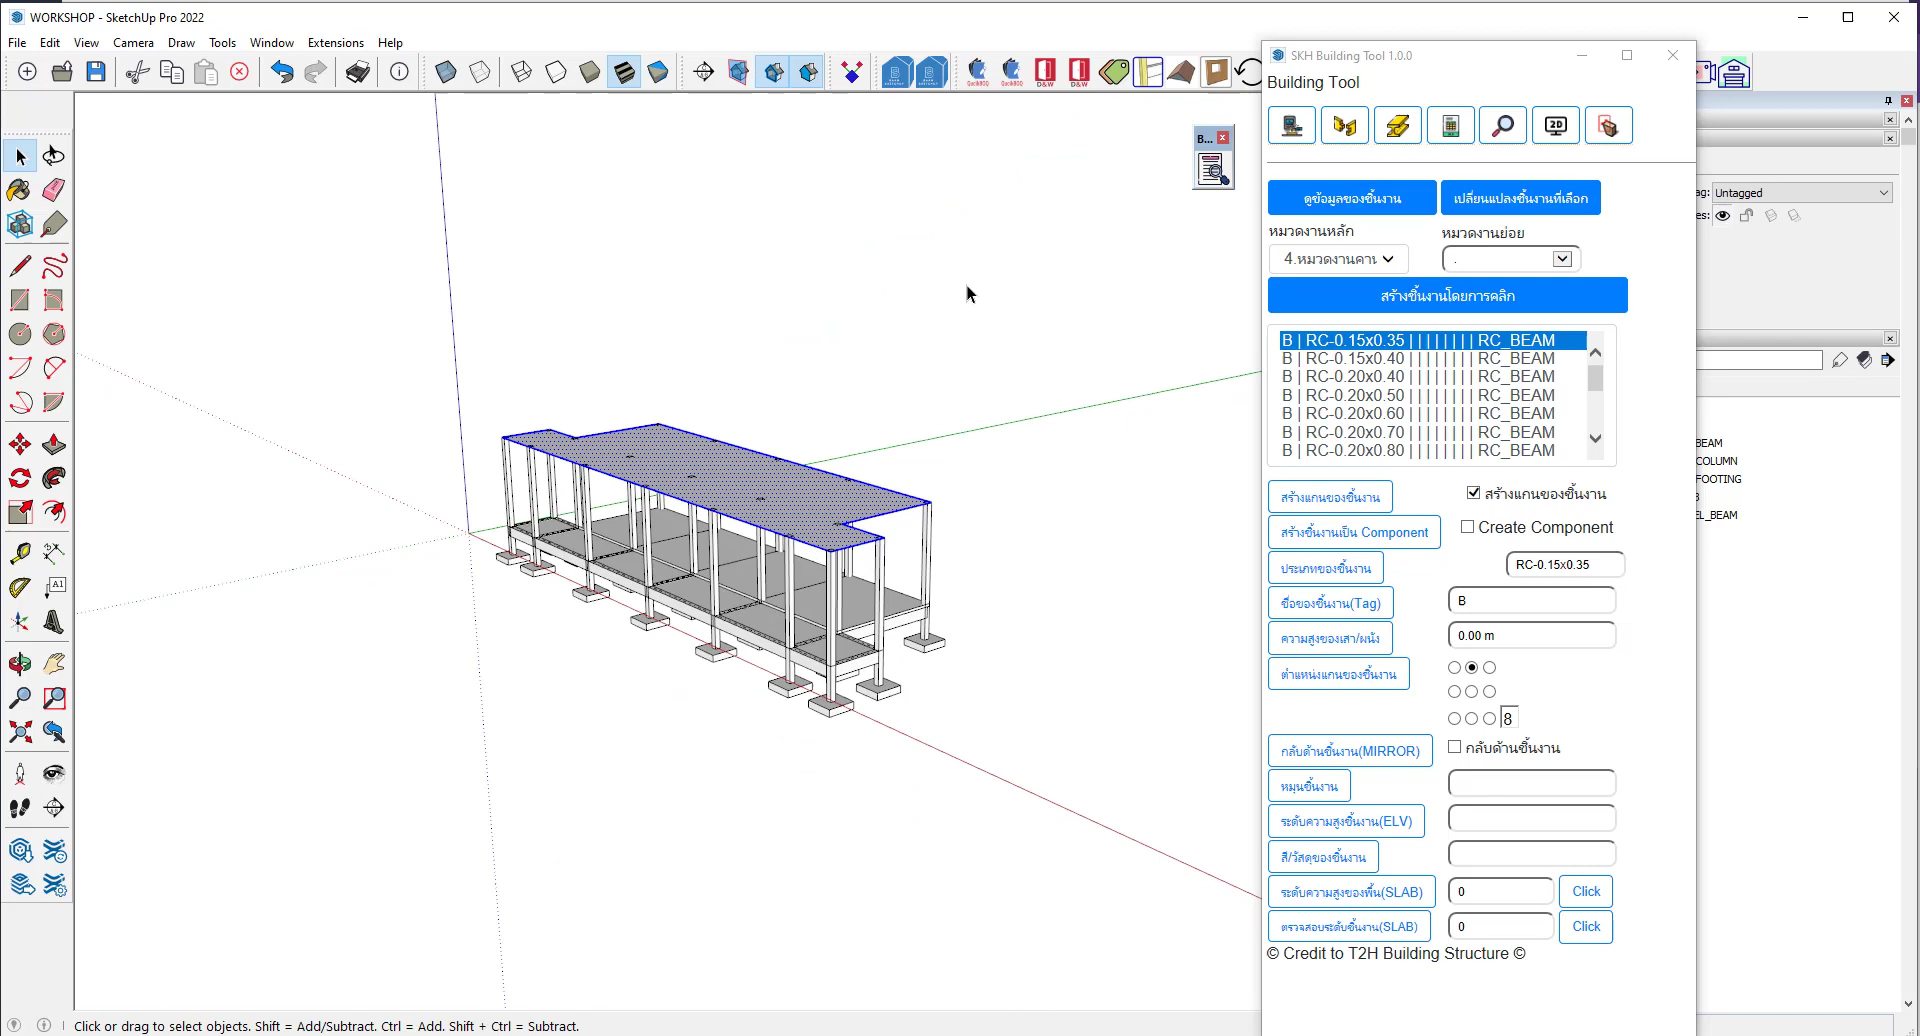 WORKSHOP - SketchUp Pro 2022
File Edit View Camera Draw Tools Window Extensions Help
SKH Building Tool 1.0.0
Building Tool
QuickBOQ QuickBOQ D&W D&W
B...
2D
A1
ดูข้อมูลของชิ้นงาน เปลี่ยนแปลงชิ้นงานที่เลือก
หมวดงานหลัก หมวดงานย่อย
4.หมวดงานคาน .
สร้างชิ้นงานโดยการคลิก
B | RC-0.15x0.35 | | | | | | | | RC_BEAM
B | RC-0.15x0.40 | | | | | | | | RC_BEAM
B | RC-0.20x0.40 | | | | | | | | RC_BEAM
B | RC-0.20x0.50 | | | | | | | | RC_BEAM
B | RC-0.20x0.60 | | | | | | | | RC_BEAM
B | RC-0.20x0.70 | | | | | | | | RC_BEAM
B | RC-0.20x0.80 | | | | | | | | RC_BEAM
สร้างแกนของชิ้นงาน สร้างแกนของชิ้นงาน
สร้างชิ้นงานเป็น Component Create Component
ประเภทของชิ้นงาน RC-0.15x0.35
ชื่อของชิ้นงาน(Tag) B
ความสูงของเสา/ผนัง 0.00 m
ตำแหน่งแกนของชิ้นงาน
8
กลับด้านชิ้นงาน(MIRROR) กลับด้านชิ้นงาน
หมุนชิ้นงาน
ระดับความสูงชิ้นงาน(ELV)
สี/วัสดุของชิ้นงาน
ระดับความสูงของพื้น(SLAB) 0 Click
ตรวจสอบระดับชิ้นงาน(SLAB) 0 Click
© Credit to T2H Building Structure ©
ag: Untagged
es:
BEAM
COLUMN
FOOTING
EL_BEAM
Click or drag to select objects. Shift = Add/Subtract. Ctrl = Add. Shift + Ctrl = Subtract.